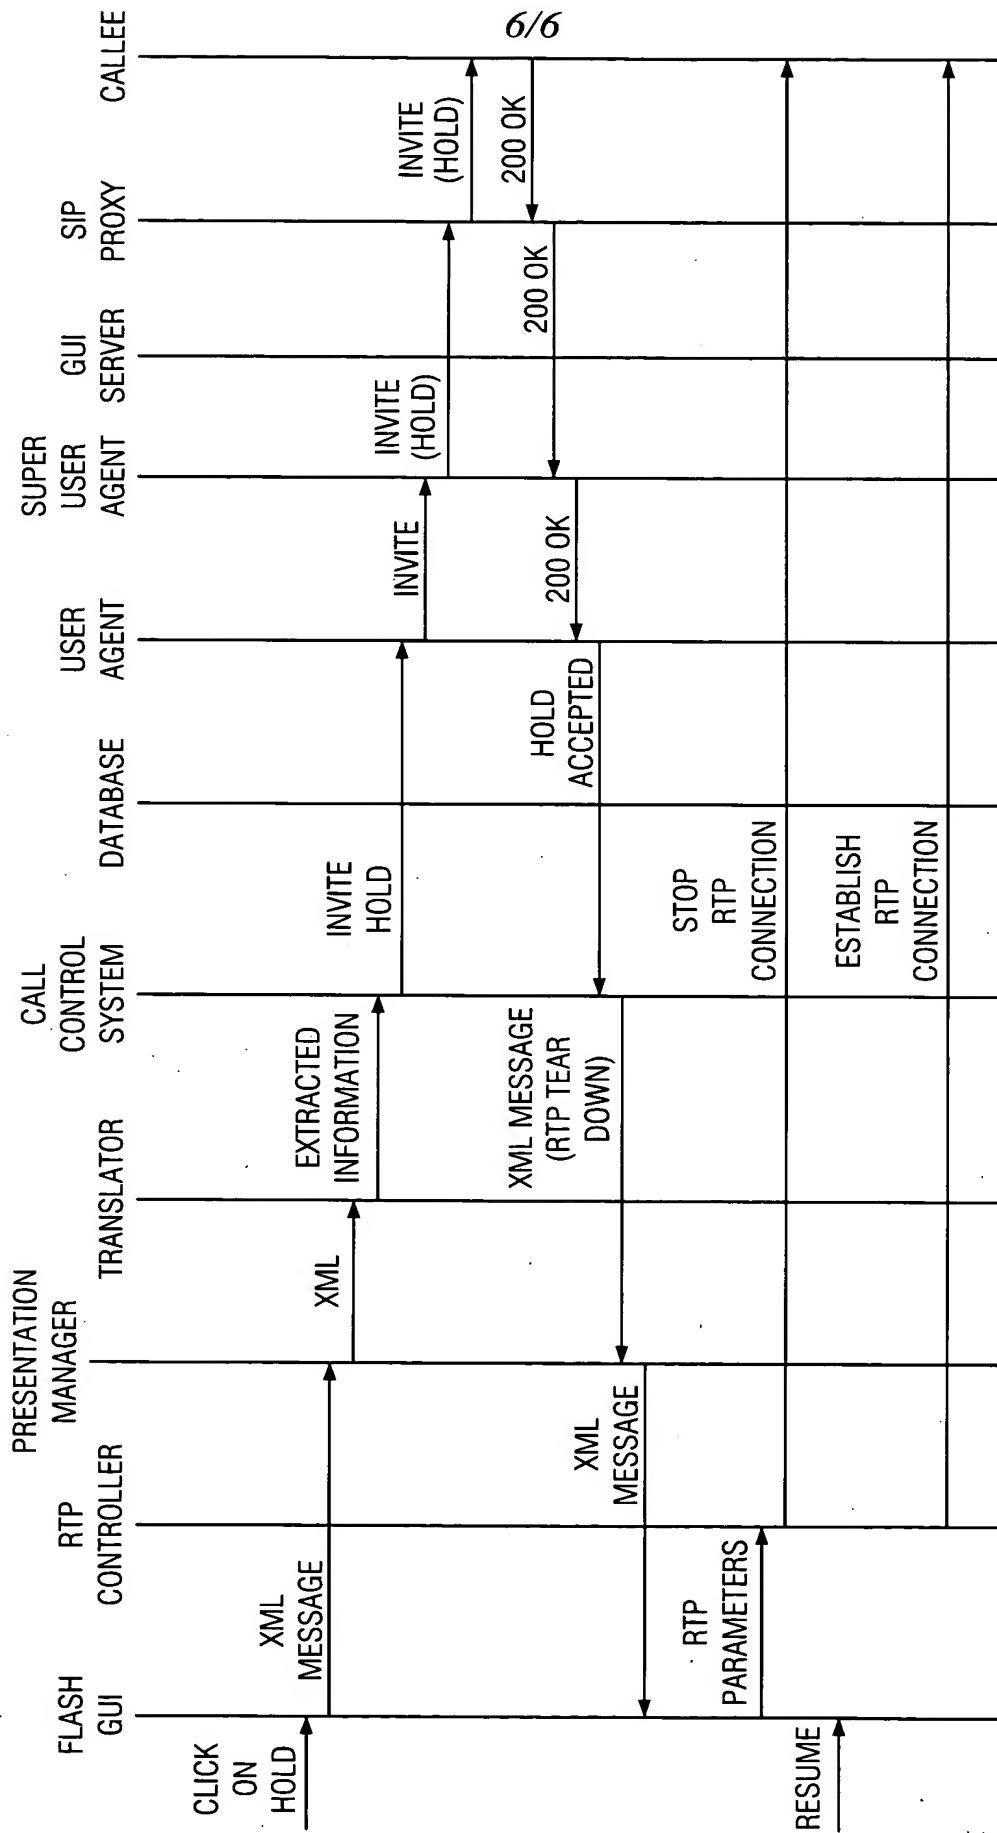 6/6
FLASH
GUI
RTP
CONTROLLER
PRESENTATION
MANAGER
TRANSLATOR
CALL
CONTROL
SYSTEM
DATABASE
USER
AGENT
SUPER
USER
AGENT
GUI
SERVER
SIP
PROXY
CALLEE
CLICK
ON
HOLD
XML
MESSAGE
XML
EXTRACTED
INFORMATION
INVITE
HOLD
INVITE
INVITE
(HOLD)
INVITE
(HOLD)
200 OK
200 OK
200 OK
HOLD
ACCEPTED
XML MESSAGE
(RTP TEAR
DOWN)
XML
MESSAGE
RTP
PARAMETERS
STOP
RTP
CONNECTION
RESUME
ESTABLISH
RTP
CONNECTION